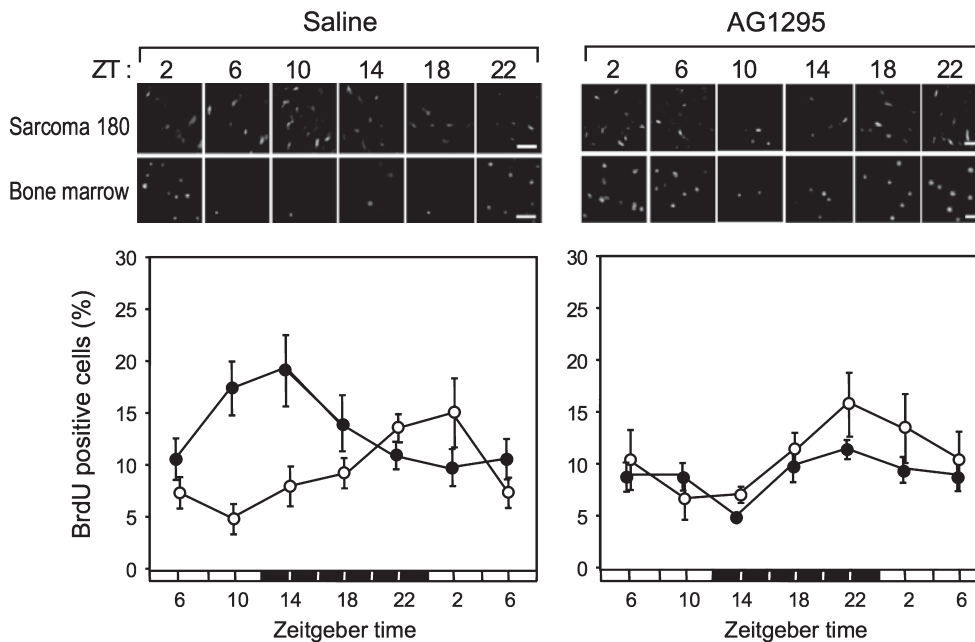 Saline AG1295
ZT : 2 6 10 14 18 22 2 6 10 14 18 22
Sarcoma 180
Bone marrow
BrdU positive cells (%)
30 30
25 25
20 20
15 15
10 10
5 5
0 0
6 10 14 18 22 2 6 6 10 14 18 22 2 6
Zeitgeber time Zeitgeber time